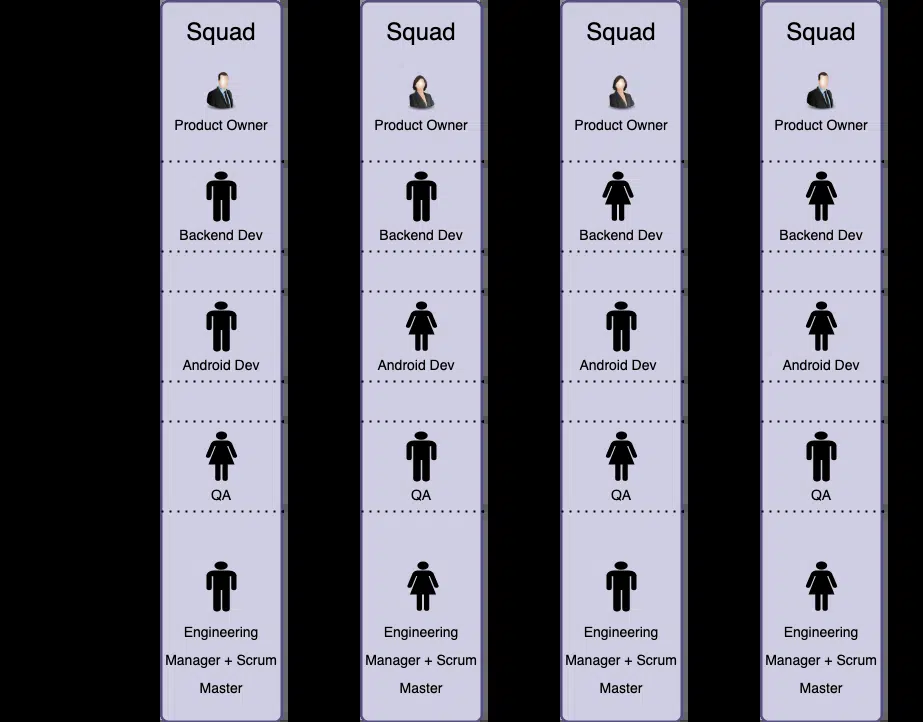 Squad
Product Owner
Backend Dev
Android Dev
QA
Engineering
Manager + Scrum
Master
Squad
Product Owner
Backend Dev
Android Dev
QA
Engineering
Manager + Scrum
Master
Squad
Product Owner
Backend Dev
Android Dev
QA
Engineering
Manager + Scrum
Master
Squad
Product Owner
Backend Dev
Android Dev
QA
Engineering
Manager + Scrum
Master